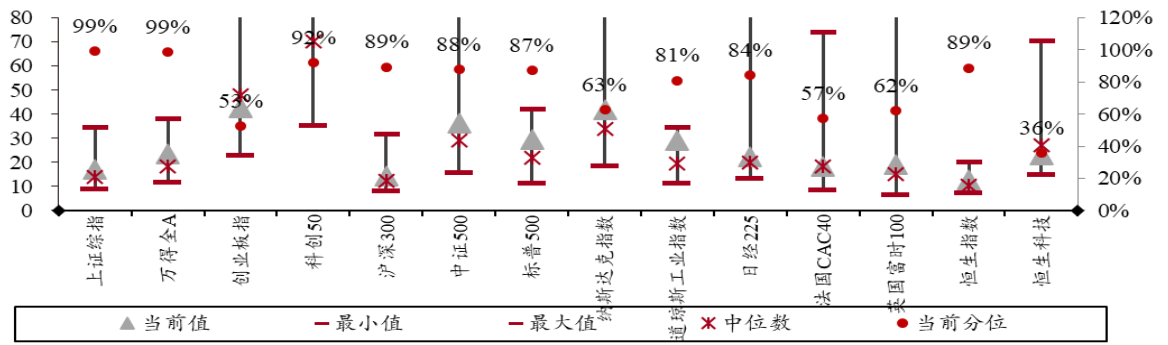 80 99% 99% 92% 89% 88% 87% 63% 81% 84% 57% 62% 89% 36% 120%
70 100%
60 80%
50 53%
40 60%
30 40%
20 20%
10
0 0%
上证综指
万得全A
创业板指
科创50
沪深300
中证500
标普500
纳斯达克指数
道琼斯工业指数
日经225
法国CAC40
英国富时100
恒生指数
恒生科技
当前值 最小值 最大值 中位数 当前分位